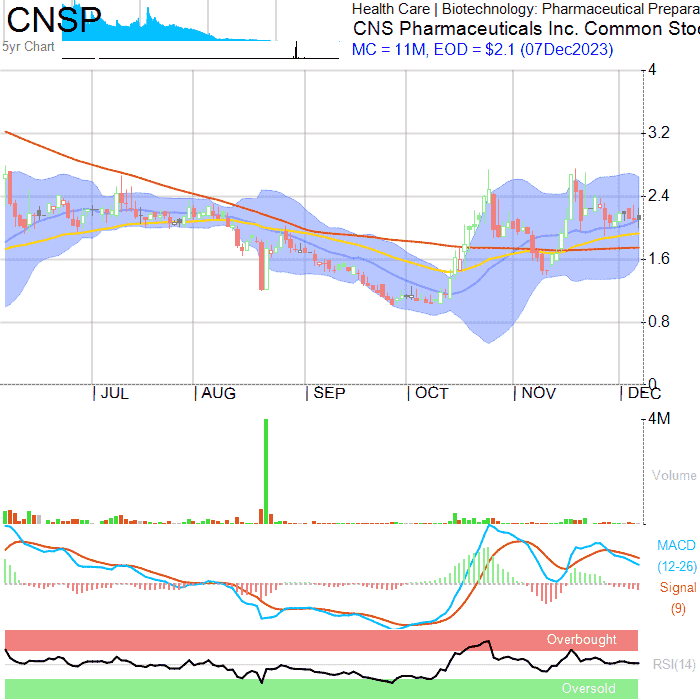 CNSP
5yr Chart
Health Care | Biotechnology: Pharmaceutical Prepara
CNS Pharmaceuticals Inc. Common Stoc
MC = 11M, EOD = $2.1 (07Dec2023)
4
3.2
2.4
1.6
0.8
0
JUL AUG SEP OCT NOV DEC
4M
Volume
MACD
(12-26)
Signal
(9)
Overbought
RSI(14)
Oversold